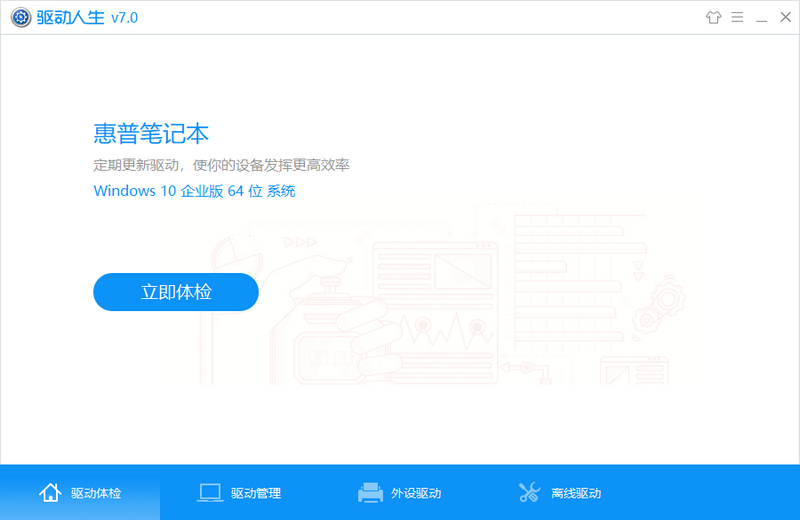 驱动人生 v7.0
惠普笔记本
定期更新驱动，使你的设备发挥更高效率
Windows 10 企业版 64 位 系统
立即体检
驱动体检
驱动管理
外设驱动
离线驱动